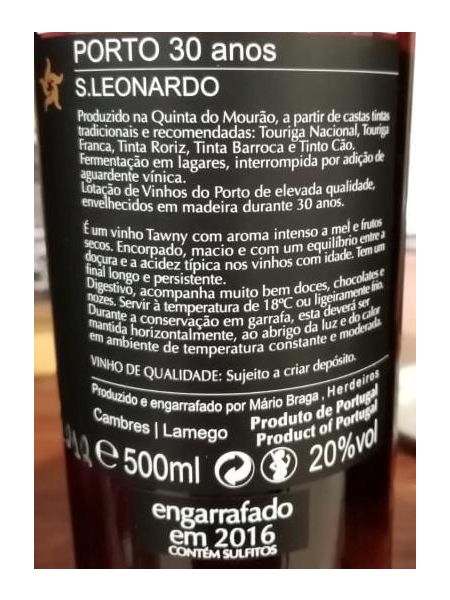 PORTO 30 anos
S.LEONARDO
Produzido na Quinta do Mourão, a partir de castas tintas
tradicionais e recomendadas: Touriga Nacional, Touriga
Franca, Tinta Roriz, Tinta Barroca e Tinto Cão.
Fermentação em lagares, interrompida por adição de
aguardente vínica.
Lotação de Vinhos do Porto de elevada qualidade,
envelhecidos em madeira durante 30 anos.
É um vinho Tawny com aroma intenso a mel e frutos
secos. Encorpado, macio e com um equilíbrio entre a
doçura e a acidez típica nos vinhos com idade. Tem um
final longo e persistente.
Digestivo, acompanha muito bem doces, chocolates e
nozes. Servir à temperatura de 18ºC ou ligeiramente frio.
Durante a conservação em garrafa, esta deverá ser
mantida horizontalmente, ao abrigo da luz e do calor
em ambiente de temperatura constante e moderada.
VINHO DE QUALIDADE: Sujeito a criar depósito.
Produzido e engarrafado por Mário Braga, Herdeiros
Cambres | Lamego
Produto de Portugal
Product of Portugal
e 500ml
20%vol
engarrafado
em 2016
CONTÉM SULFITOS